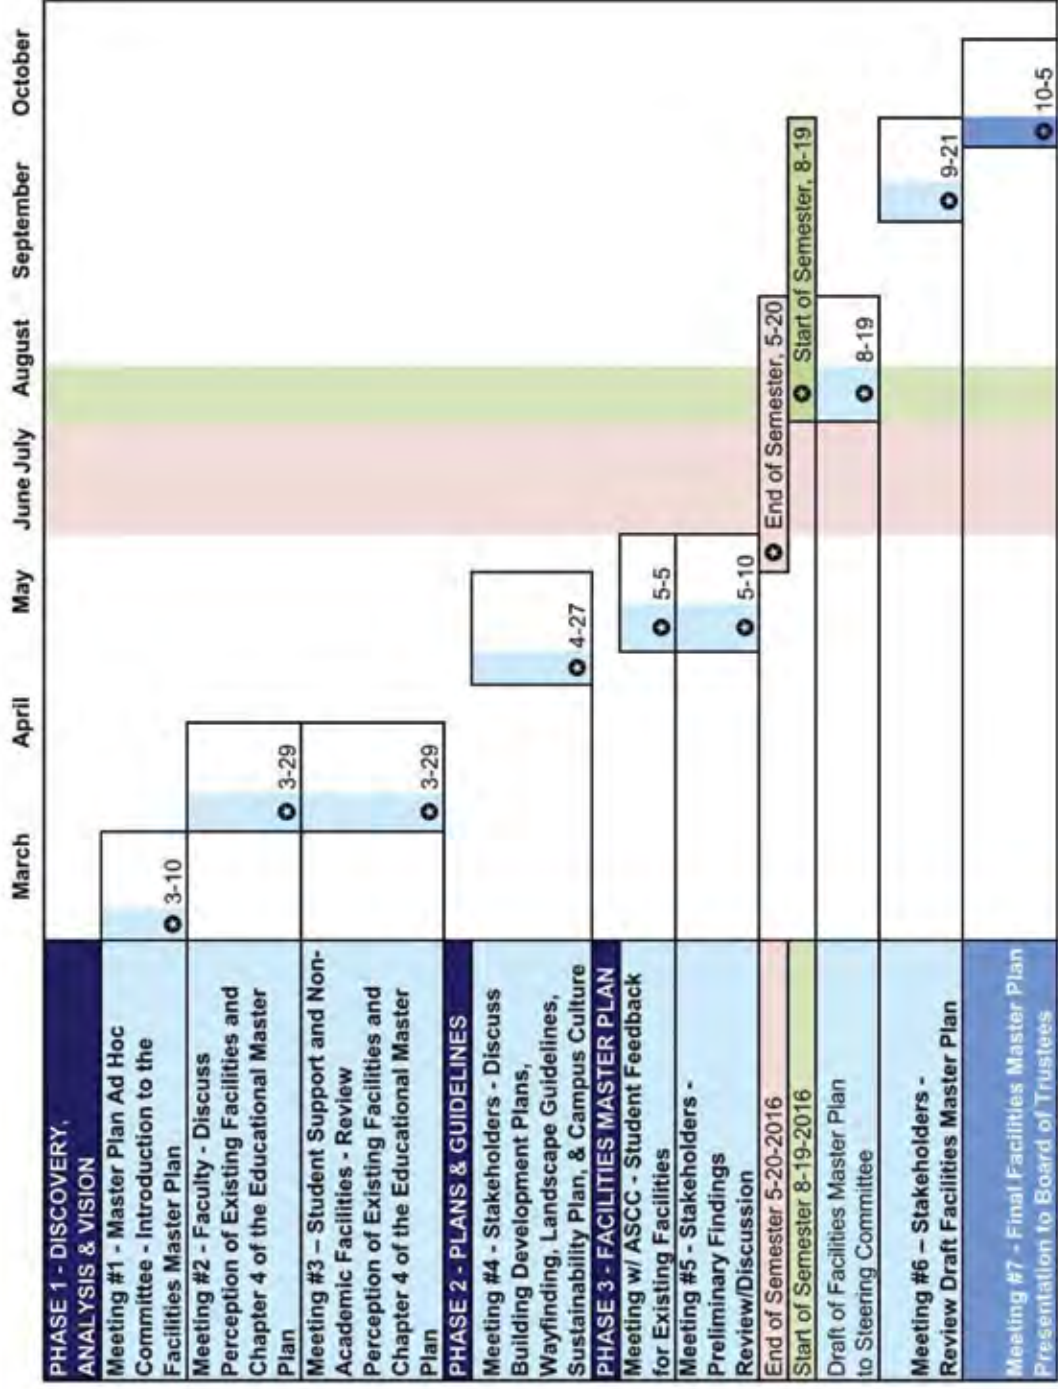 March April May June July August September October
PHASE 1 - DISCOVERY,
ANALYSIS & VISION
Meeting #1 - Master Plan Ad Hoc
Committee - Introduction to the
Facilities Master Plan
3-10
Meeting #2 - Faculty - Discuss
Perception of Existing Facilities and
Chapter 4 of the Educational Master
Plan
3-29
Meeting #3 – Student Support and Non-
Academic Facilities - Review
Perception of Existing Facilities and
Chapter 4 of the Educational Master
Plan
3-29
PHASE 2 - PLANS & GUIDELINES
Meeting #4 - Stakeholders - Discuss
Building Development Plans,
Wayfinding, Landscape Guidelines,
Sustainability Plan, & Campus Culture
4-27
PHASE 3 - FACILITIES MASTER PLAN
Meeting w/ ASCC - Student Feedback
for Existing Facilities
5-5
Meeting #5 - Stakeholders -
Preliminary Findings
Review/Discussion
5-10
End of Semester 5-20-2016
End of Semester, 5-20
Start of Semester 8-19-2016
Start of Semester, 8-19
Draft of Facilities Master Plan
to Steering Committee
8-19
Meeting #6 – Stakeholders -
Review Draft Facilities Master Plan
9-21
Meeting #7 - Final Facilities Master Plan
Presentation to Board of Trustees
10-5